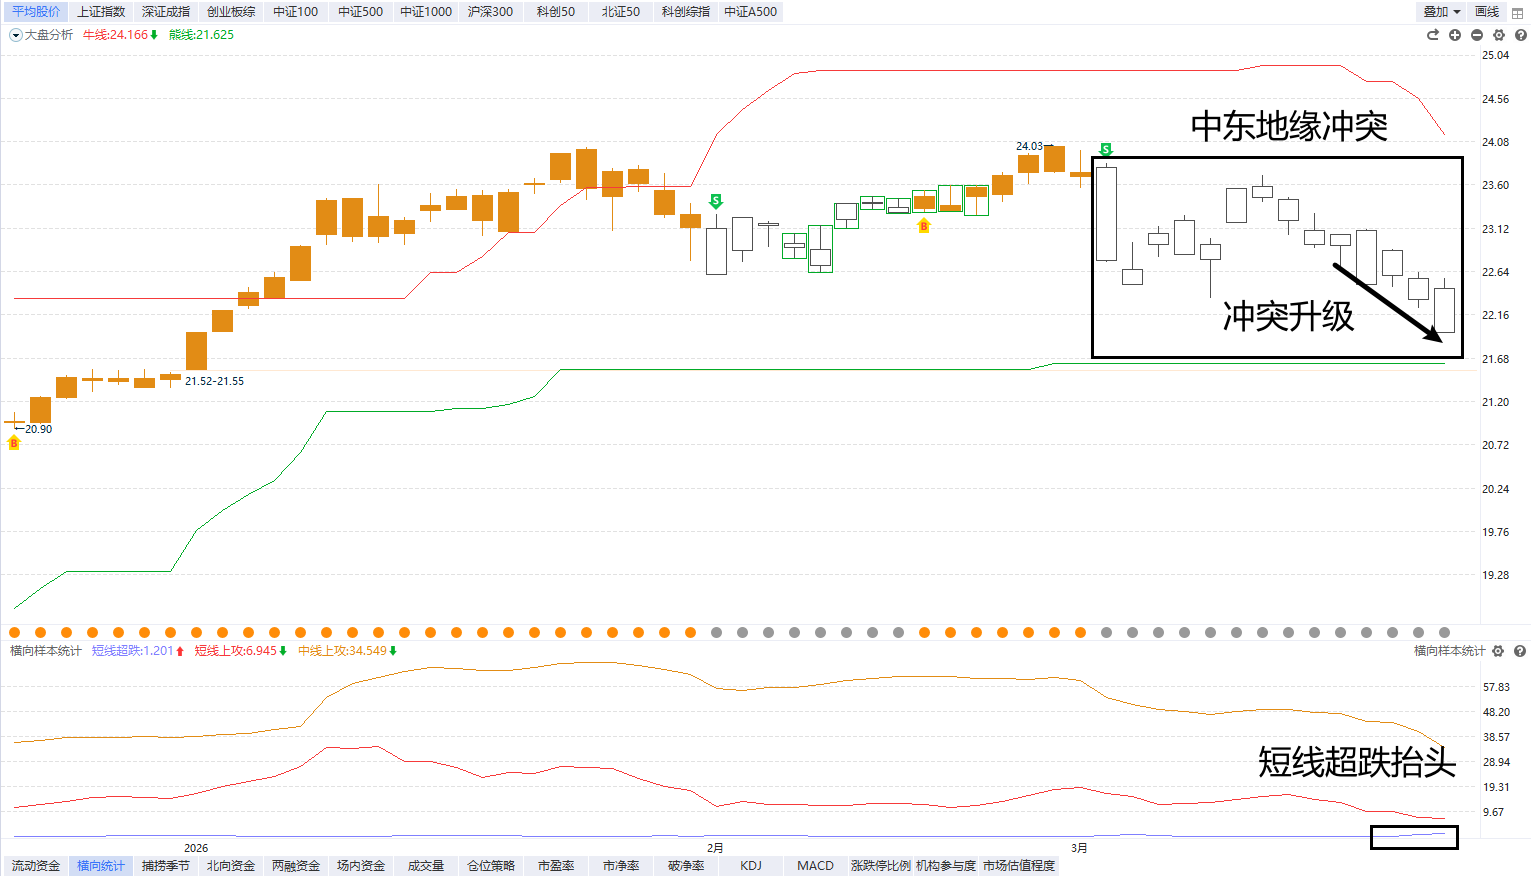 平均股价 上证指数 深证成指 创业板综 中证100 中证500 中证1000 沪深300 科创50 北证50 科创综指 中证A500 叠加 画线
大盘分析 牛线:24.166 熊线:21.625
25.04
24.56
中东地缘冲突
24.08
24.03
S
23.60
S
23.12
B
22.64
冲突升级
22.16
21.68
21.52-21.55
21.20
20.90
B
20.72
20.24
19.76
19.28
横向样本统计 短线超跌:1.201 短线上攻:6.945 中线上攻:34.549 横向样本统计
57.83
48.20
38.57
短线超跌抬头
28.94
19.31
9.67
2026 2月 3月
流动资金 横向统计 捕捞季节 北向资金 两融资金 场内资金 成交量 仓位策略 市盈率 市净率 破净率 KDJ MACD 涨跌停比例 机构参与度 市场估值程度